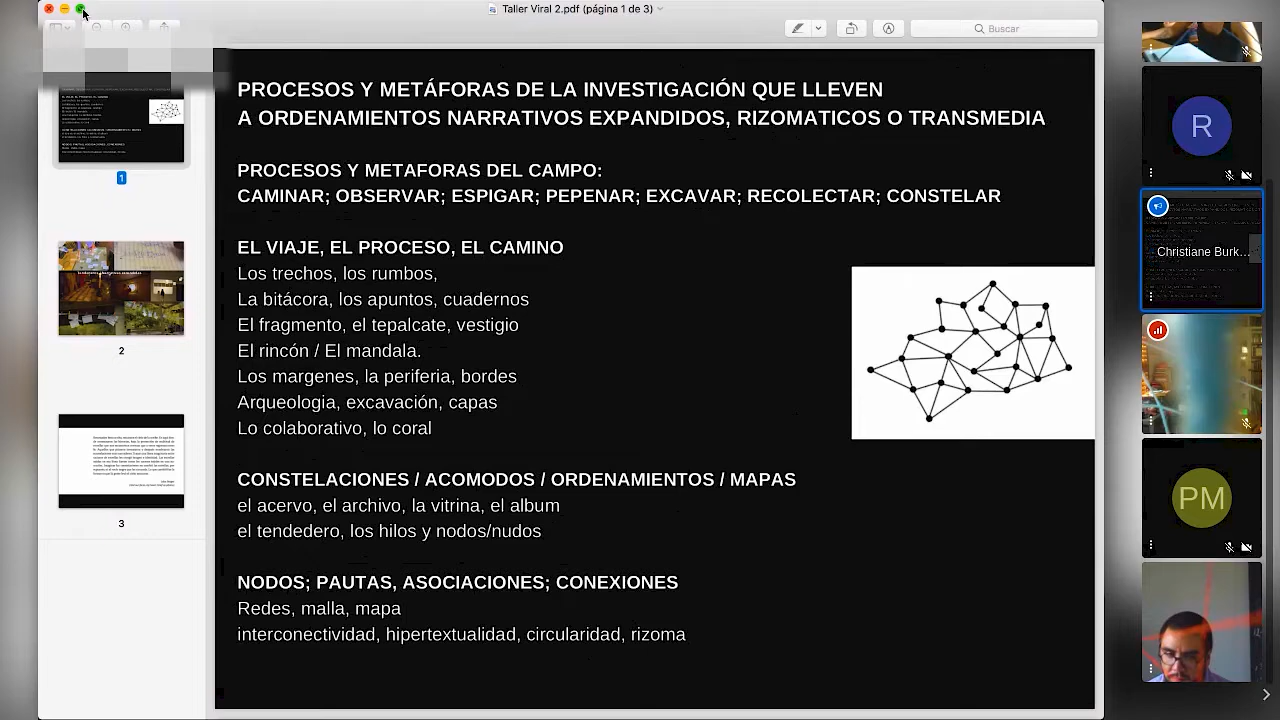 Taller Viral 2.pdf (página 1 de 3)
Buscar
PROCESOS Y METÁFORAS DE LA INVESTIGACIÓN QUE LLEVEN
A ORDENAMIENTOS NARRATIVOS EXPANDIDOS, RIZOMATICOS O TRANSMEDIA
PROCESOS Y METAFORAS DEL CAMPO:
CAMINAR; OBSERVAR; ESPIGAR; PEPENAR; EXCAVAR; RECOLECTAR; CONSTELAR
EL VIAJE, EL PROCESO, EL CAMINO
Los trechos, los rumbos,
La bitácora, los apuntos, cuadernos
El fragmento, el tepalcate, vestigio
El rincón / El mandala.
Los margenes, la periferia, bordes
Arqueologia, excavación, capas
Lo colaborativo, lo coral
CONSTELACIONES / ACOMODOS / ORDENAMIENTOS / MAPAS
el acervo, el archivo, la vitrina, el album
el tendedero, los hilos y nodos/nudos
NODOS; PAUTAS, ASOCIACIONES; CONEXIONES
Redes, malla, mapa
interconectividad, hipertextualidad, circularidad, rizoma
1
2
3
R
Christiane Burk...
PM